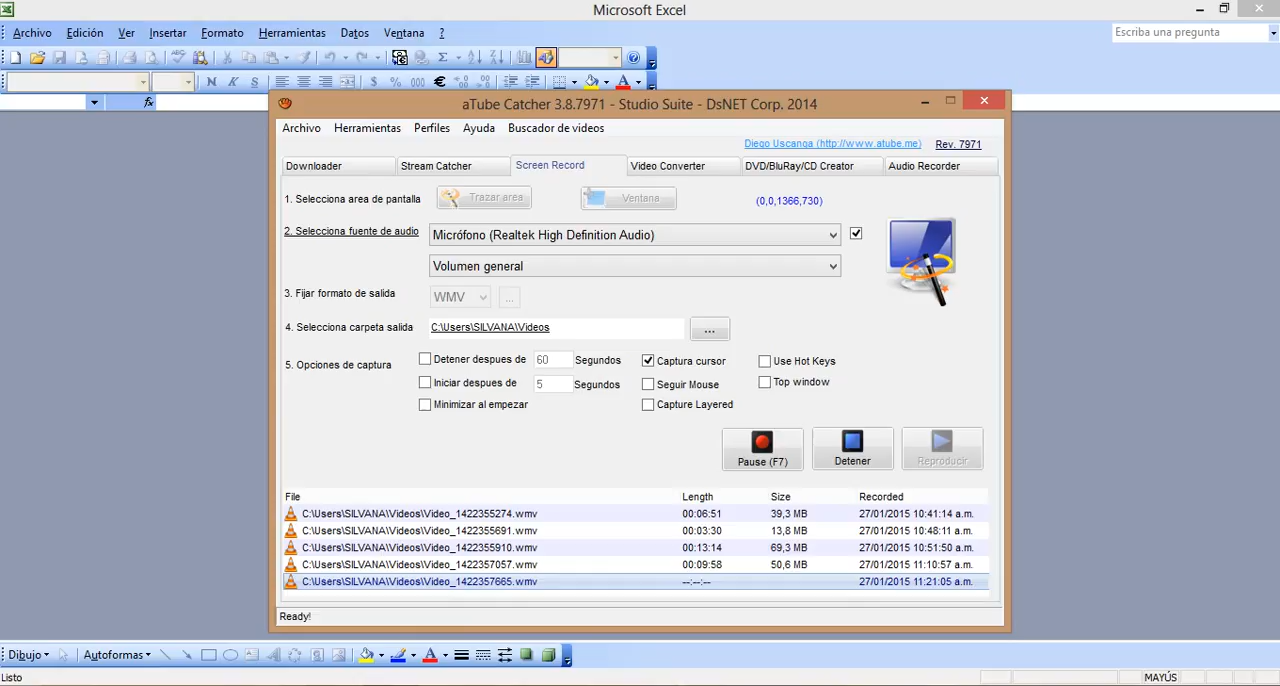 Microsoft Excel
Archivo Edición Ver Insertar Formato Herramientas Datos Ventana ?
Escriba una pregunta
N K S
$ % 000 €
aTube Catcher 3.8.7971 - Studio Suite - DsNET Corp. 2014
Archivo Herramientas Perfiles Ayuda Buscador de videos
Diego Uscanga (http://www.atube.me) Rev. 7971
Downloader Stream Catcher Screen Record Video Converter DVD/BluRay/CD Creator Audio Recorder
1. Selecciona area de pantalla Trazar area Ventana (0,0,1366,730)
2. Selecciona fuente de audio Micrófono (Realtek High Definition Audio)
Volumen general
3. Fijar formato de salida WMV ...
4. Selecciona carpeta salida C:\Users\SILVANA\Videos ...
5. Opciones de captura Detener despues de 60 Segundos Captura cursor Use Hot Keys
Iniciar despues de 5 Segundos Seguir Mouse Top window
Minimizar al empezar Capture Layered
Pause (F7) Detener Reproducir
File Length Size Recorded
C:\Users\SILVANA\Videos\Video_1422355274.wmv 00:06:51 39,3 MB 27/01/2015 10:41:14 a.m.
C:\Users\SILVANA\Videos\Video_1422355691.wmv 00:03:30 13,8 MB 27/01/2015 10:48:11 a.m.
C:\Users\SILVANA\Videos\Video_1422355910.wmv 00:13:14 69,3 MB 27/01/2015 10:51:50 a.m.
C:\Users\SILVANA\Videos\Video_1422357057.wmv 00:09:58 50,6 MB 27/01/2015 11:10:57 a.m.
C:\Users\SILVANA\Videos\Video_1422357665.wmv --:--:-- 27/01/2015 11:21:05 a.m.
Ready!
Dibujo Autoformas
Listo MAYÚS